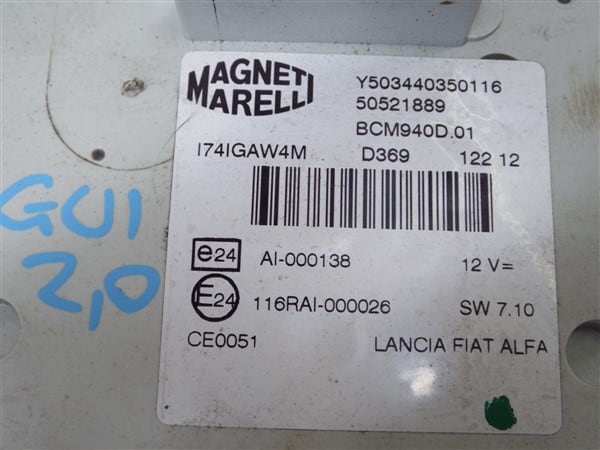 MAGNETI
MARELLI
Y503440350116
50521889
BCM940D.01
I74IGAW4M D369 122 12
e24 AI-000138 12 V=
E24 116RAI-000026 SW 7.10
CE0051 LANCIA FIAT ALFA
GUI
2,0